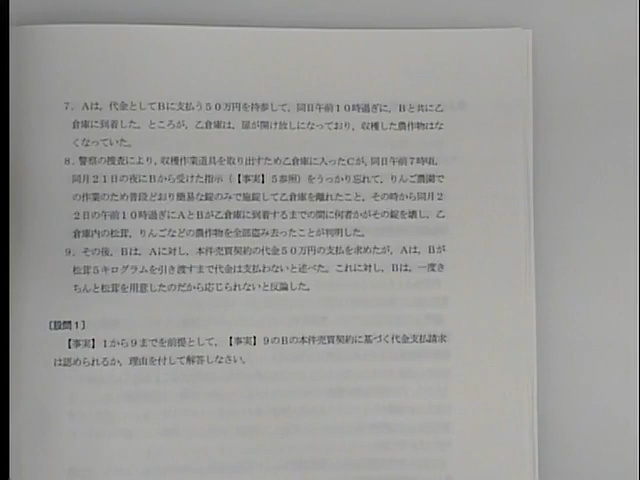 7．Aは，代金としてBに支払う50万円を持参して，同日午前10時過ぎに，Bと共に乙
倉庫に到着した。ところが，乙倉庫は，扉が開け放しになっており，収穫した農作物はな
くなっていた。
8．警察の捜査により，収穫作業道具を取り出すため乙倉庫に入ったCが，同日午前7時頃，
同月21日の夜にBから受けた指示（【事実】5参照）をうっかり忘れて，りんご農園で
の作業のため普段どおり簡易な錠のみで施錠して乙倉庫を離れたこと，その時から同月2
2日の午前10時過ぎにAとBが乙倉庫に到着するまでの間に何者かがその錠を壊し，乙
倉庫内の松茸，りんごなどの農作物を全部盗み去ったことが判明した。
9．その後，Bは，Aに対し，本件売買契約の代金50万円の支払を求めたが，Aは，Bが
松茸5キログラムを引き渡すまで代金は支払わないと述べた。これに対し，Bは，一度き
ちんと松茸を用意したのだから応じられないと反論した。
〔設問1〕
【事実】1から9までを前提として，【事実】9のBの本件売買契約に基づく代金支払請求
は認められるか，理由を付して解答しなさい。